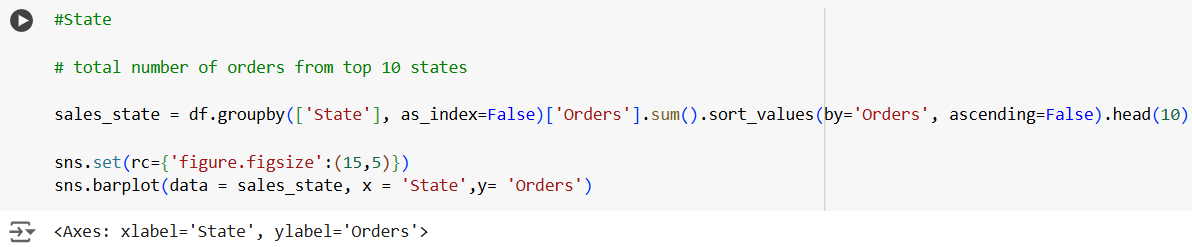 #State
# total number of orders from top 10 states
sales_state = df.groupby(['State'], as_index=False)['Orders'].sum().sort_values(by='Orders', ascending=False).head(10)
sns.set(rc={'figure.figsize':(15,5)})
sns.barplot(data = sales_state, x = 'State',y= 'Orders')
<Axes: xlabel='State', ylabel='Orders'>